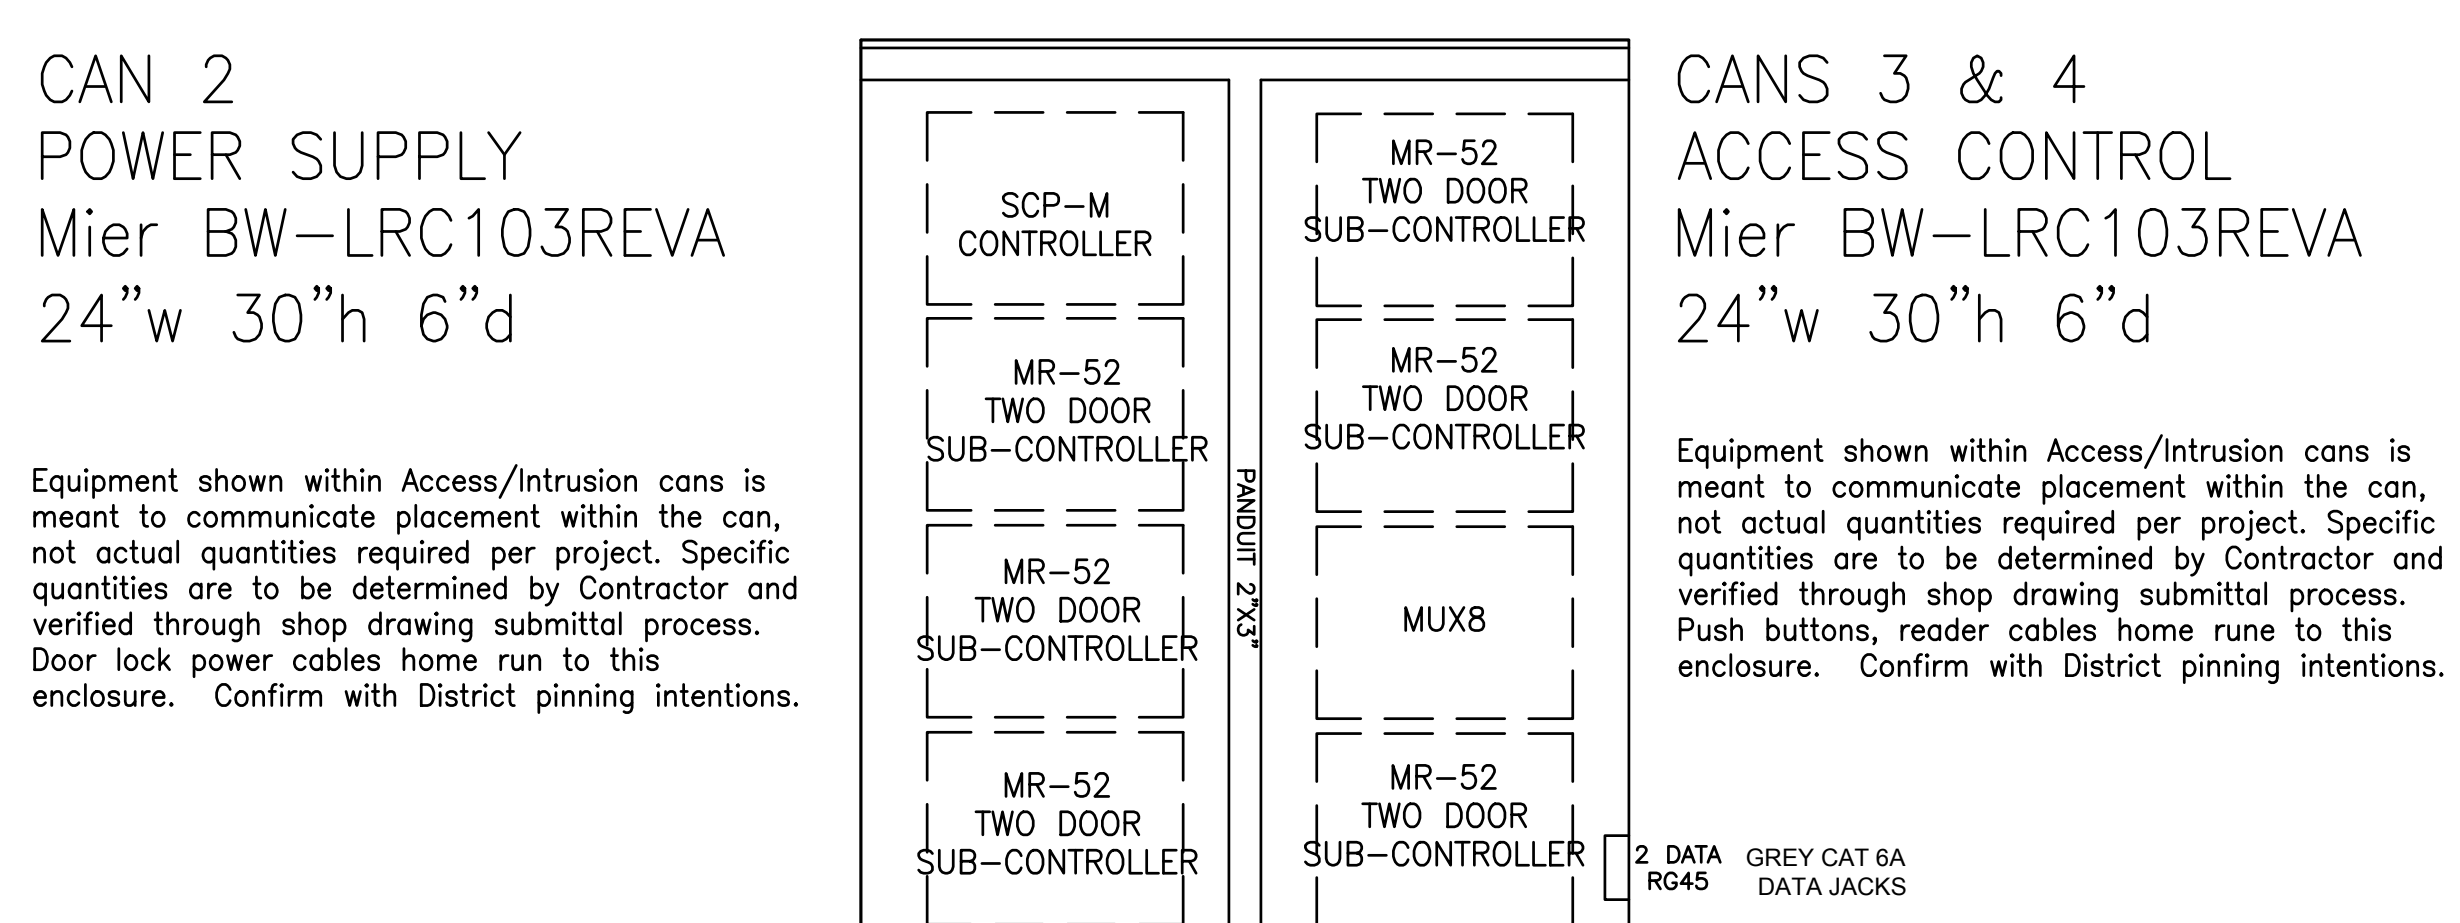 CAN 2
POWER SUPPLY
Mier BW-LRC103REVA
24"w 30"h 6"d
Equipment shown within Access/Intrusion cans is
meant to communicate placement within the can,
not actual quantities required per project. Specific
quantities are to be determined by Contractor and
verified through shop drawing submittal process.
Door lock power cables home run to this
enclosure. Confirm with District pinning intentions.
SCP-M
CONTROLLER
MR-52
TWO DOOR
SUB-CONTROLLER
MR-52
TWO DOOR
SUB-CONTROLLER
MR-52
TWO DOOR
SUB-CONTROLLER
PANDUIT 2"X3"
MR-52
TWO DOOR
SUB-CONTROLLER
MR-52
TWO DOOR
SUB-CONTROLLER
MUX8
MR-52
TWO DOOR
SUB-CONTROLLER
CANS 3 & 4
ACCESS CONTROL
Mier BW-LRC103REVA
24"w 30"h 6"d
Equipment shown within Access/Intrusion cans is
meant to communicate placement within the can,
not actual quantities required per project. Specific
quantities are to be determined by Contractor and
verified through shop drawing submittal process.
Push buttons, reader cables home rune to this
enclosure. Confirm with District pinning intentions.
2 DATA
RG45
GREY CAT 6A
DATA JACKS